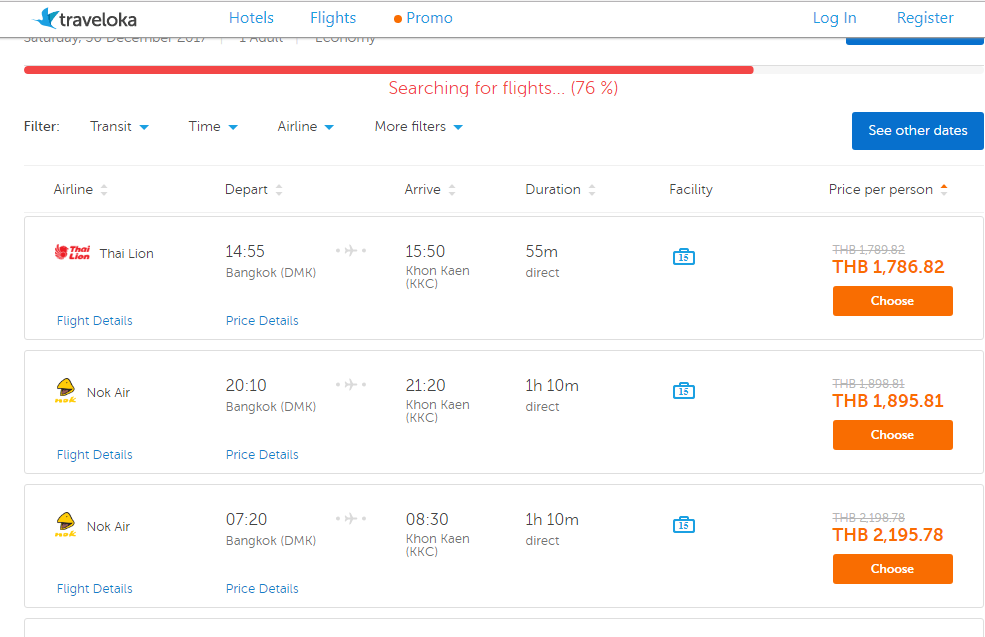 traveloka Hotels Flights Promo Log In Register
Saturday, 30 December 2017 1 Adult Economy
Searching for flights... (76 %)
Filter: Transit Time Airline More filters See other dates
Airline Depart Arrive Duration Facility Price per person
THB 1,789.82
Thai Lion Thai Lion 14:55 15:50 55m 15 THB 1,786.82
Bangkok (DMK) Khon Kaen direct
(KKC)
Choose
Flight Details Price Details
THB 1,898.81
nok Nok Air 20:10 21:20 1h 10m 15 THB 1,895.81
Bangkok (DMK) Khon Kaen direct
(KKC)
Choose
Flight Details Price Details
THB 2,198.78
nok Nok Air 07:20 08:30 1h 10m 15 THB 2,195.78
Bangkok (DMK) Khon Kaen direct
(KKC)
Choose
Flight Details Price Details